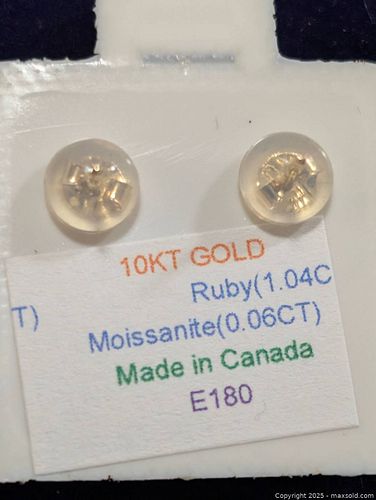 10KT GOLD
Ruby(1.04C
T)
Moissanite(0.06CT)
Made in Canada
E180
Copyright © 2025 - maxsold.com